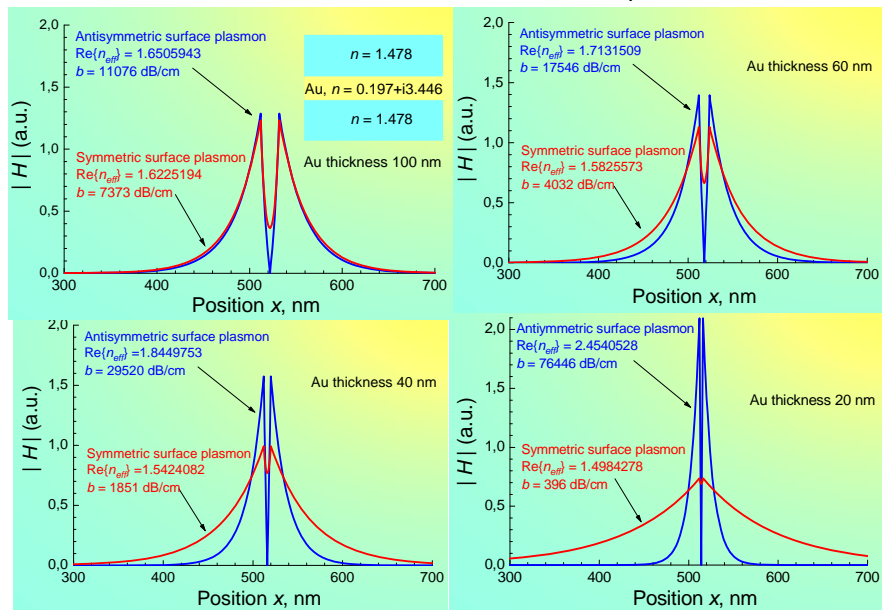 2,0
1,5
1,0
0,5
0,0
| H | (a.u.)
Antisymmetric surface plasmon
Re{neff} = 1.6505943
b = 11076 dB/cm
n = 1.478
Au, n = 0.197+i3.446
n = 1.478
Symmetric surface plasmon
Re{neff} = 1.6225194
b = 7373 dB/cm
Au thickness 100 nm
300 400 500 600 700
Position x, nm
2,0
1,5
1,0
0,5
0,0
| H | (a.u.)
Antisymmetric surface plasmon
Re{neff} = 1.7131509
b = 17546 dB/cm
Au thickness 60 nm
Symmetric surface plasmon
Re{neff} = 1.5825573
b = 4032 dB/cm
300 400 500 600 700
Position x, nm
2,0
1,5
1,0
0,5
0,0
| H | (a.u.)
Antisymmetric surface plasmon
Re{neff} =1.8449753
b = 29520 dB/cm
Au thickness 40 nm
Symmetric surface plasmon
Re{neff} =1.5424082
b = 1851 dB/cm
300 400 500 600 700
Position x, nm
2,0
1,5
1,0
0,5
0,0
| H | (a.u.)
Antiymmetric surface plasmon
Re{neff} = 2.4540528
b = 76446 dB/cm
Au thickness 20 nm
Symmetric surface plasmon
Re{neff} =1.4984278
b = 396 dB/cm
300 400 500 600 700
Position x, nm